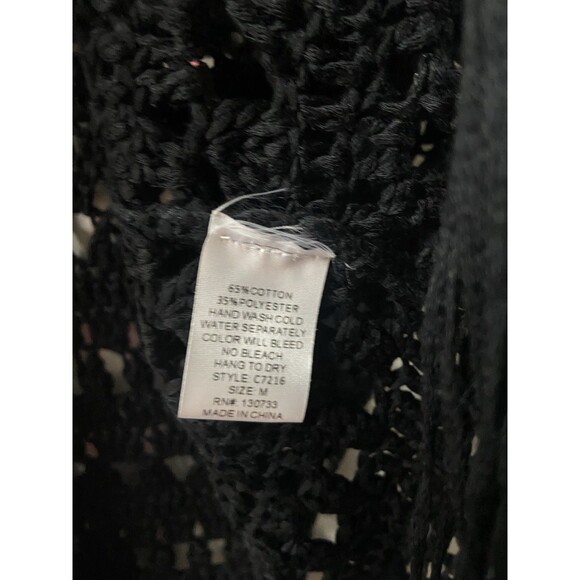 65%COTTON
35%POLYESTER
HAND WASH COLD
WATER SEPARATELY
COLOR WILL BLEED
NO BLEACH
HANG TO DRY
STYLE: C7216
SIZE: M
RN#: 130733
MADE IN CHINA